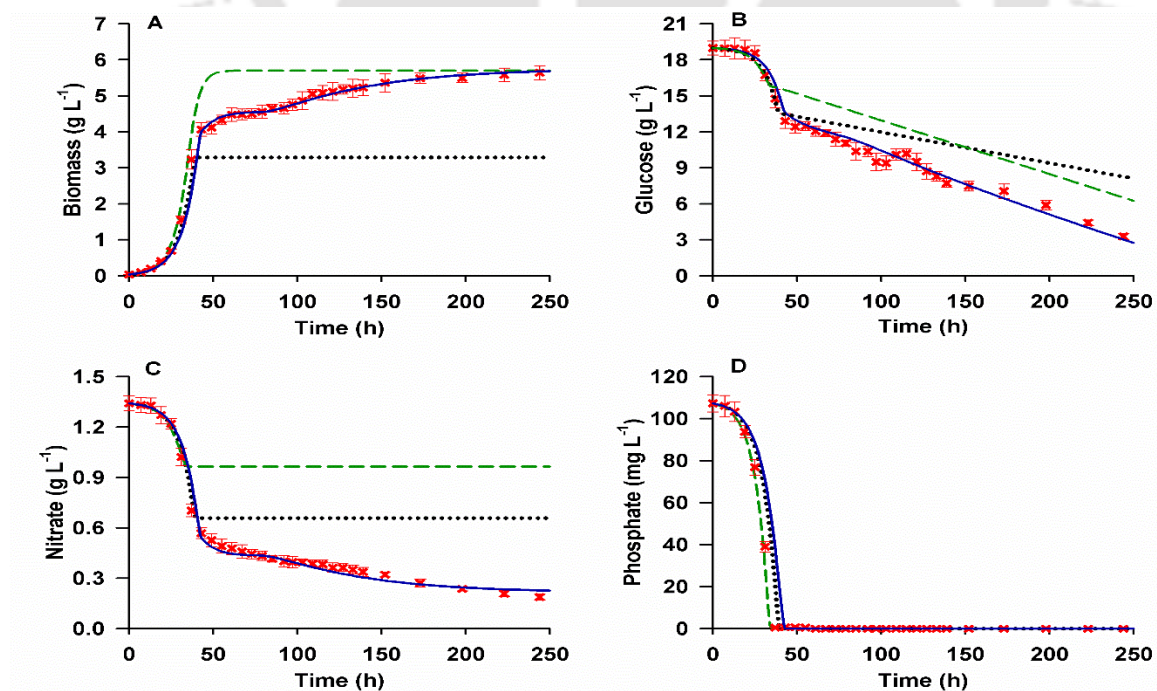 A
7
6
5
4
3
2
1
0
Biomass (g L-1)
0 50 100 150 200 250
Time (h)
B
21
18
15
12
9
6
3
0
Glucose (g L-1)
0 50 100 150 200 250
Time (h)
C
1.5
1.2
0.9
0.6
0.3
0.0
Nitrate (g L-1)
0 50 100 150 200 250
Time (h)
D
120
100
80
60
40
20
0
Phosphate (mg L-1)
0 50 100 150 200 250
Time (h)